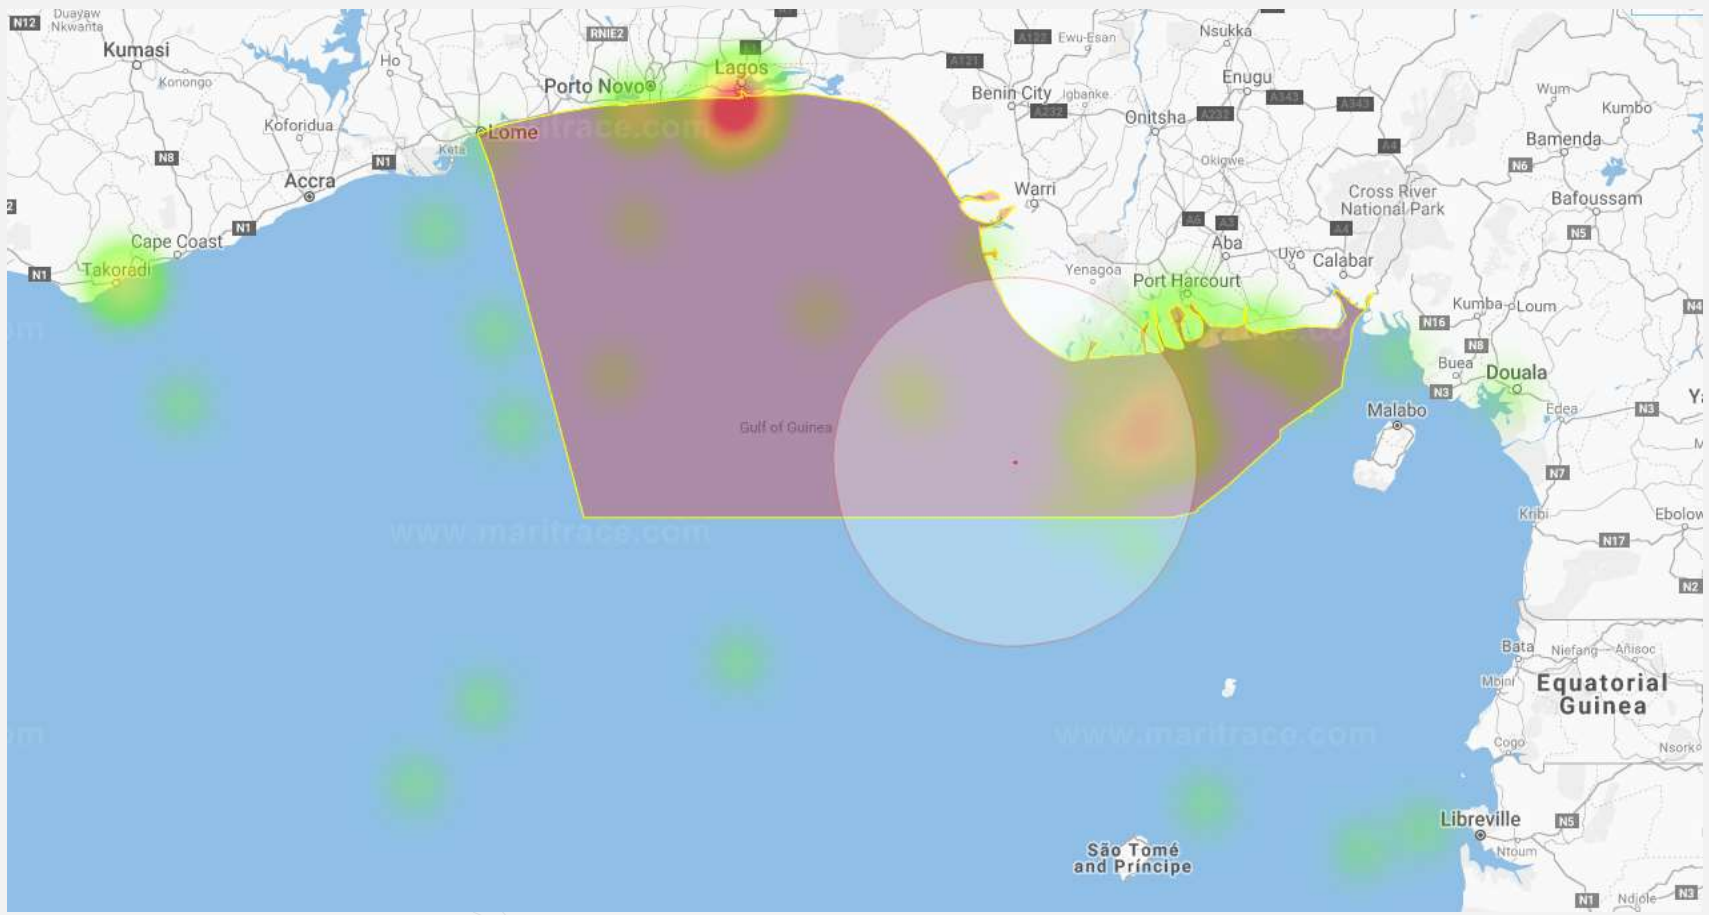 N12
Duayaw
Nkwanta
Kumasi
Konongo
Ho
Koforidua
N8
N1
Keta
Accra
2
N1
Cape Coast
Takoradi
N1
RNIE2
Porto Novo
Lagos
Lome
maritrace.com
A121
A122
Ewu-Esan
Benin City
Igbanke
A232
Onitsha
A232
Nsukka
Enugu
A343
A343
Wum
Kumbo
Bamenda
A4
N6
Okigwe
Warri
Cross River
National Park
Bafoussam
A6
A3
A4
N5
Aba
Uyo
Calabar
Yenagoa
Port Harcourt
Kumba
Loum
N4
N16
N8
Buea
Douala
N3
Malabo
Edea
N3
Gulf of Guinea
N7
Kribi
Ebolow
www.maritrace.com
N17
N2
Bata
Niefang
Añisoc
Mbini
Equatorial
Guinea
www.maritrace.com
Cogo
Nsork
Libreville
N5
Ntoum
São Tomé
and Príncipe
N1
Ndjole
N3